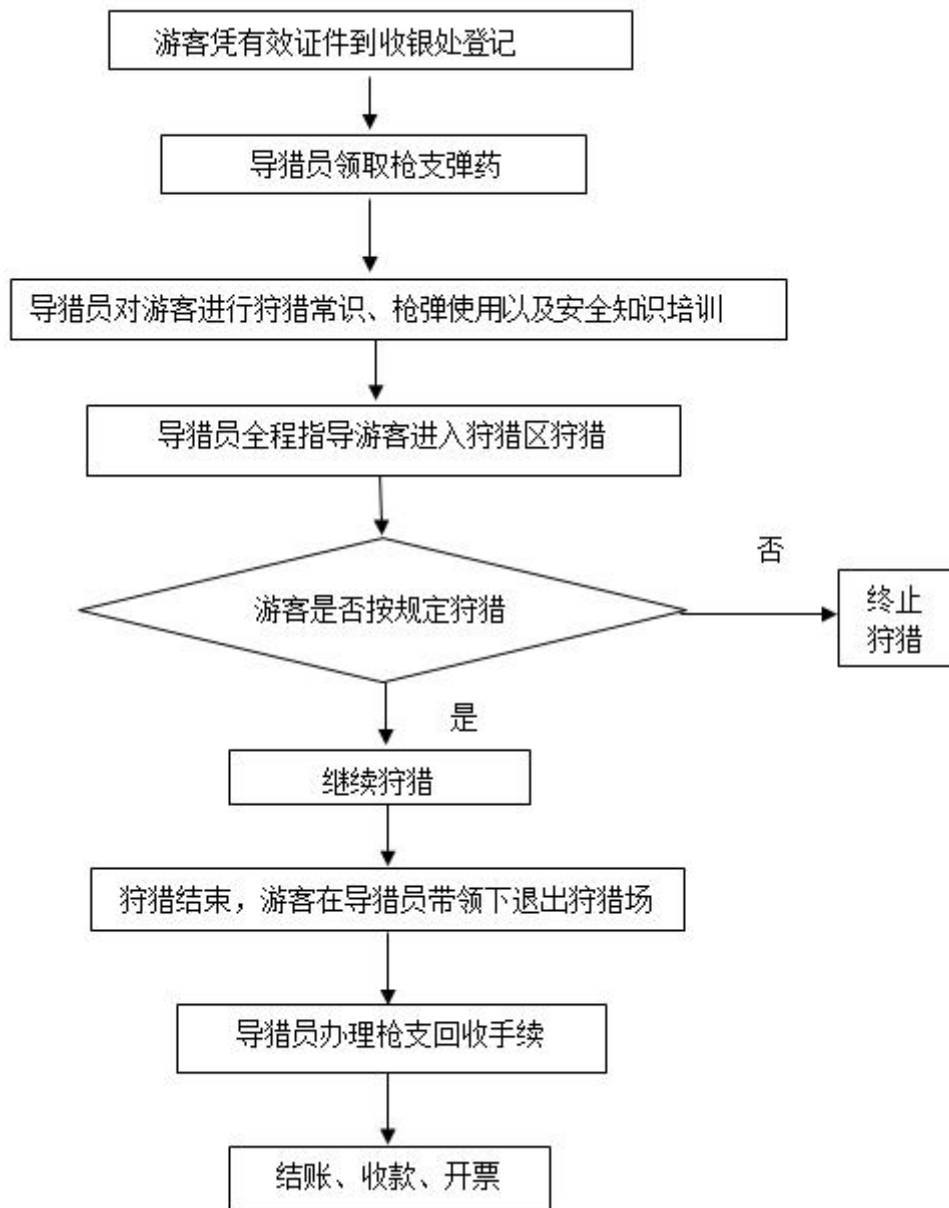 游客凭有效证件到收银处登记
导猎员领取枪支弹药
导猎员对游客进行狩猎常识、枪弹使用以及安全知识培训
导猎员全程指导游客进入狩猎区狩猎
否
游客是否按规定狩猎
终止
狩猎
是
继续狩猎
狩猎结束，游客在导猎员带领下退出狩猎场
导猎员办理枪支回收手续
结账、收款、开票